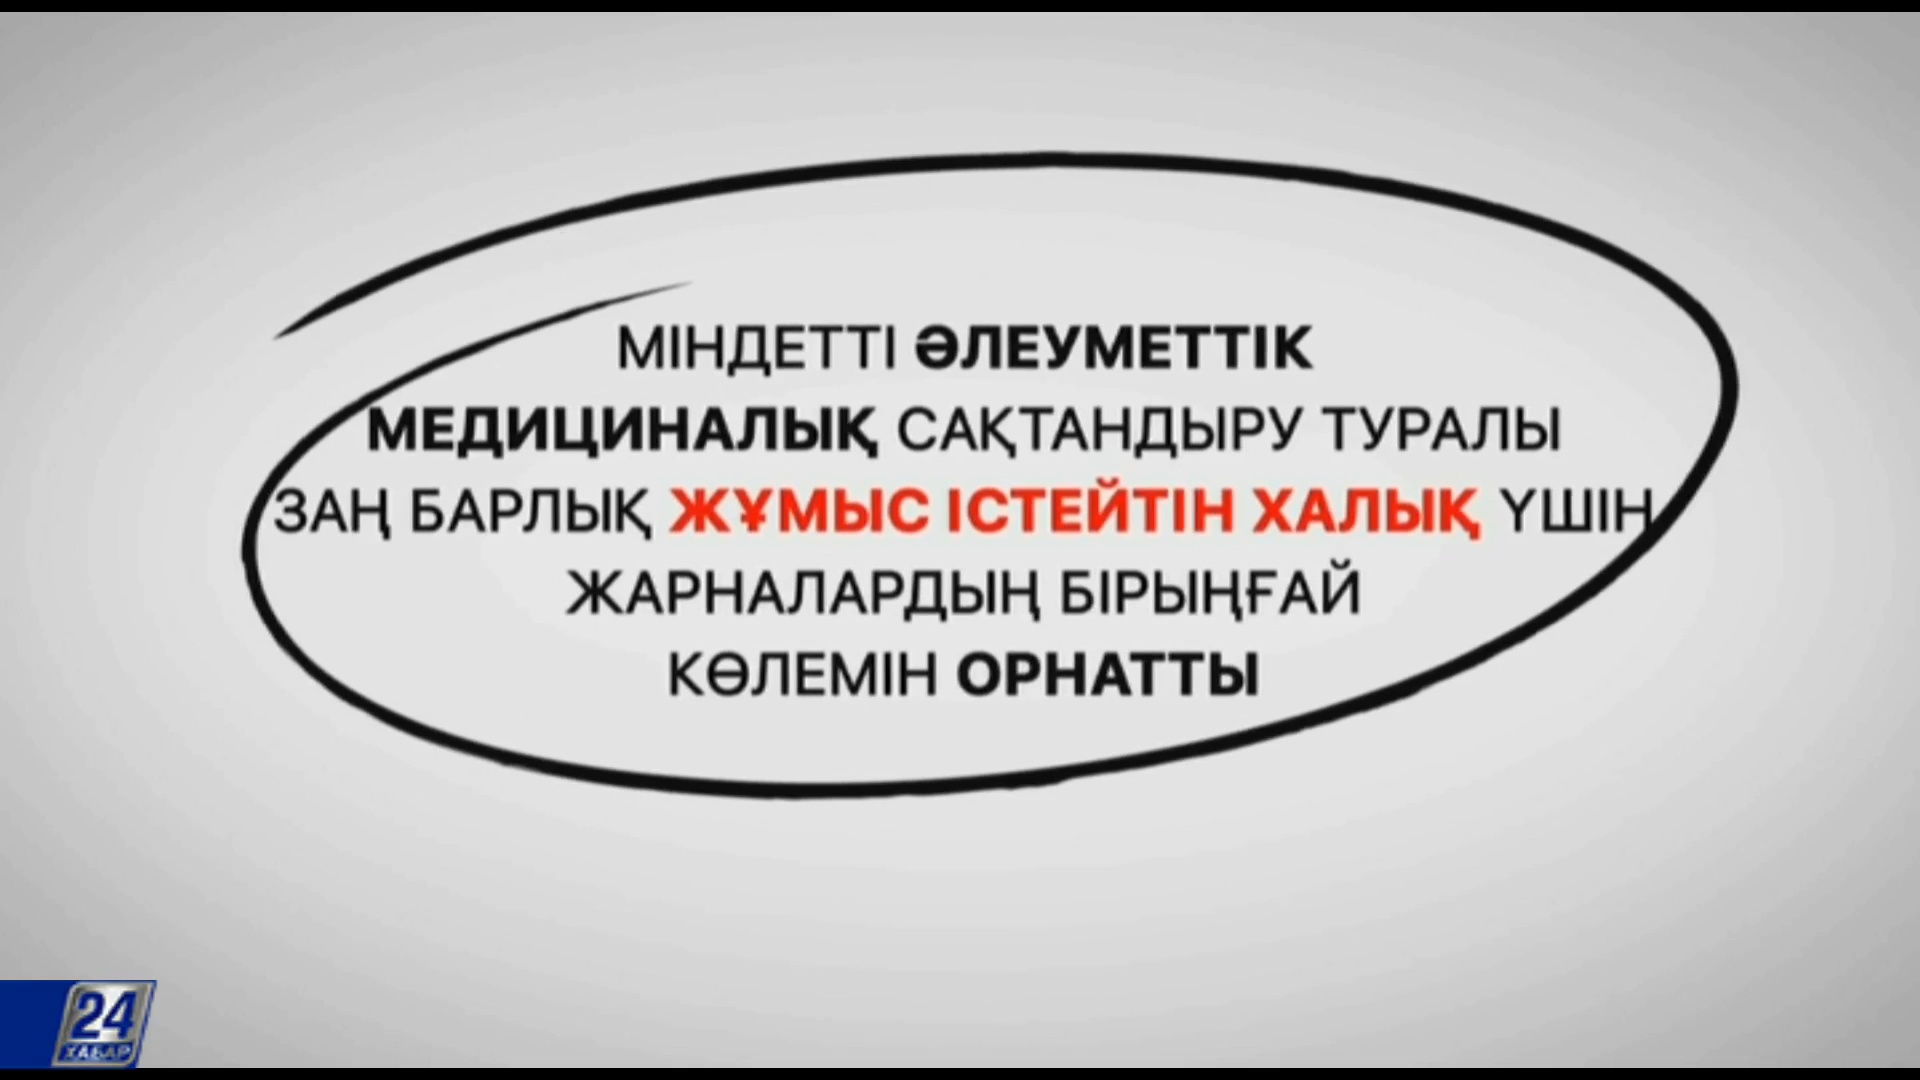 МІНДЕТТІ ӘЛЕУМЕТТІК
МЕДИЦИНАЛЫҚ САҚТАНДЫРУ ТУРАЛЫ
ЗАҢ БАРЛЫҚ ЖҰМЫС ІСТЕЙТІН ХАЛЫҚ ҮШІН
ЖАРНАЛАРДЫҢ БІРЫҢҒАЙ
КӨЛЕМІН ОРНАТТЫ
24
ХАБАР